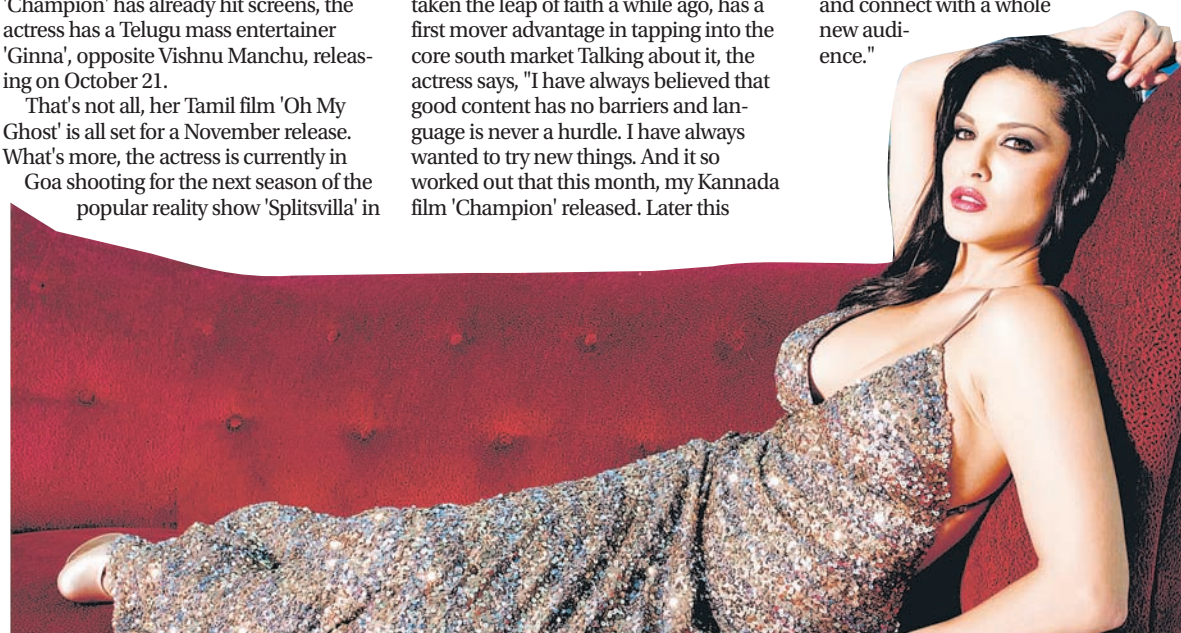 'Champion' has already hit screens, the
actress has a Telugu mass entertainer
'Ginna', opposite Vishnu Manchu, releas-
ing on October 21.
That's not all, her Tamil film 'Oh My
Ghost' is all set for a November release.
What's more, the actress is currently in
Goa shooting for the next season of the
popular reality show 'Splitsvilla' in
taken the leap of faith a while ago, has a
first mover advantage in tapping into the
core south market Talking about it, the
actress says, "I have always believed that
good content has no barriers and lan-
guage is never a hurdle. I have always
wanted to try new things. And it so
worked out that this month, my Kannada
film 'Champion' released. Later this
and connect with a whole
new audi-
ence."